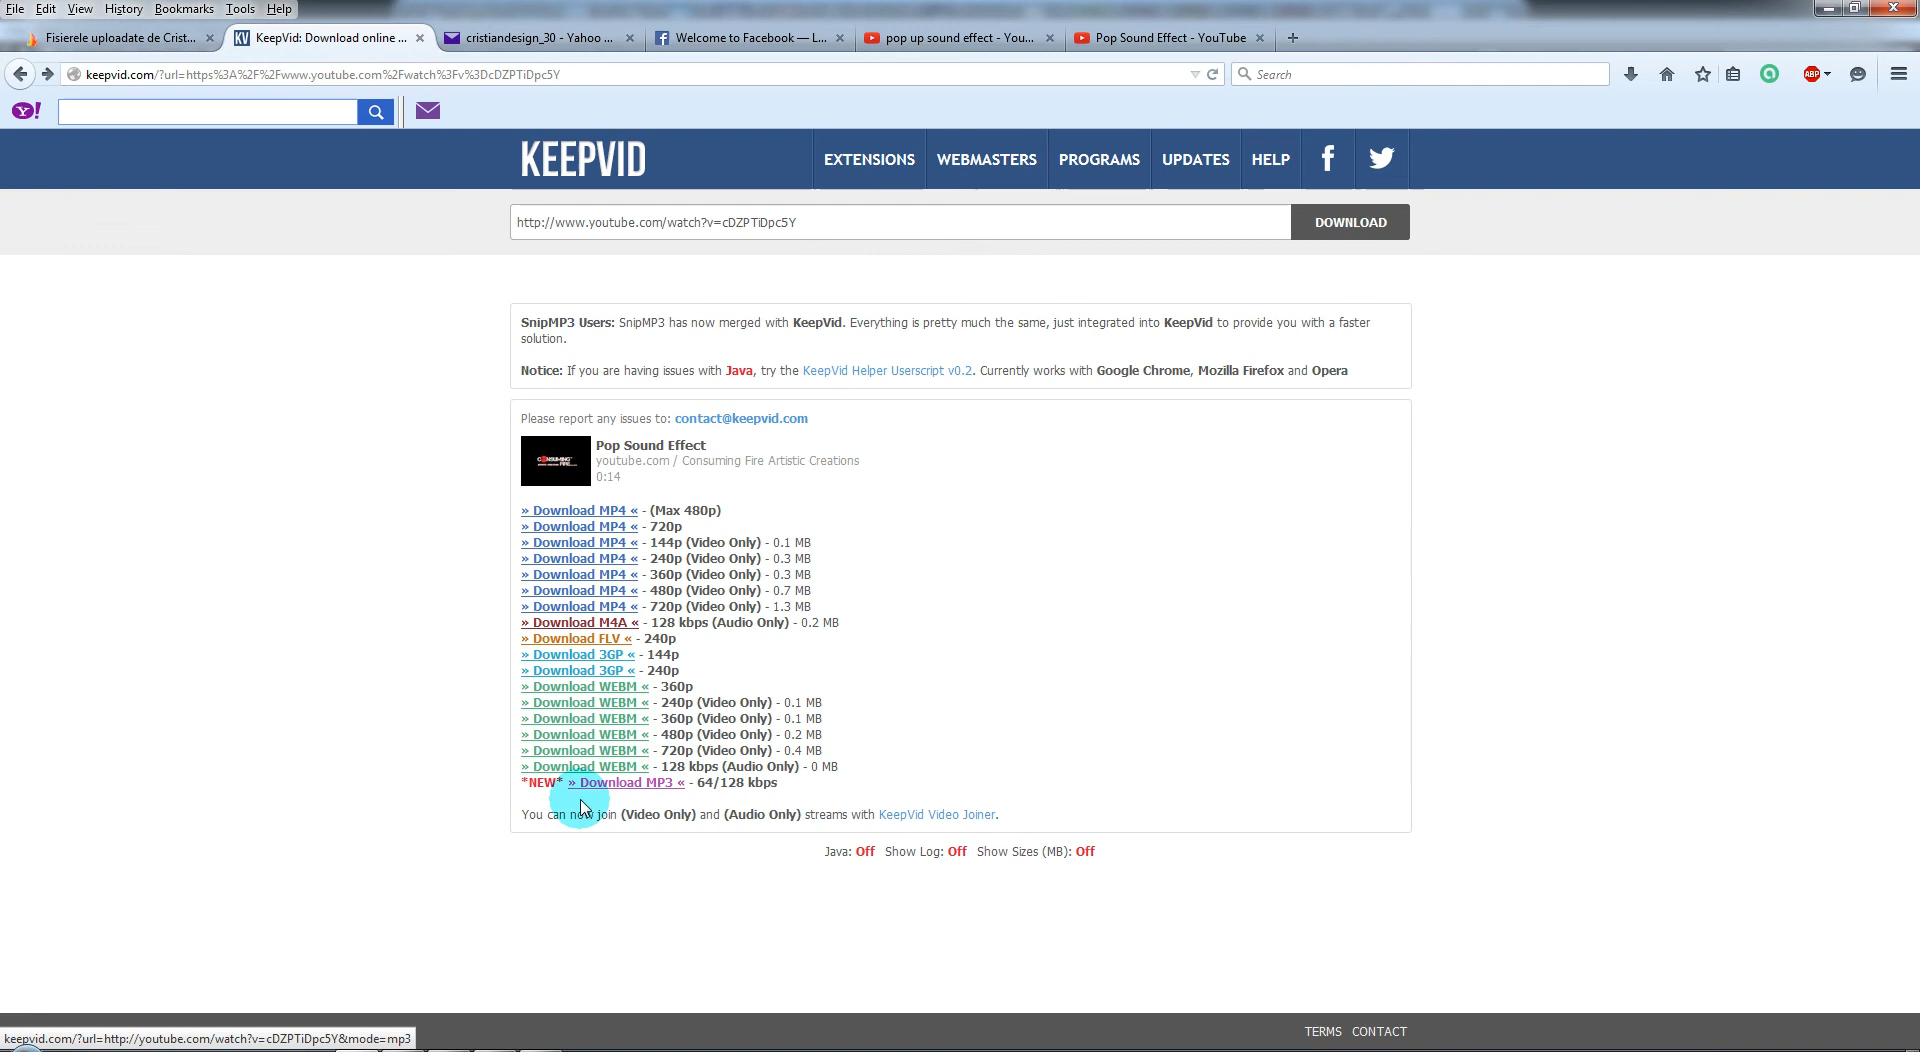 File Edit View History Bookmarks Tools Help
Fisierele uploadate de Crist... × KeepVid: Download online ... × cristiandesign_30 - Yahoo ... × Welcome to Facebook — L... × pop up sound effect - You... × Pop Sound Effect - YouTube ×
keepvid.com/?url=https%3A%2F%2Fwww.youtube.com%2Fwatch%3Fv%3DcDZPTiDpc5Y Search ABP
Y!
KEEPVID EXTENSIONS WEBMASTERS PROGRAMS UPDATES HELP
http://www.youtube.com/watch?v=cDZPTiDpc5Y DOWNLOAD
SnipMP3 Users: SnipMP3 has now merged with KeepVid. Everything is pretty much the same, just integrated into KeepVid to provide you with a faster
solution.
Notice: If you are having issues with Java, try the KeepVid Helper Userscript v0.2. Currently works with Google Chrome, Mozilla Firefox and Opera
Please report any issues to: contact@keepvid.com
CONSUMING FIRE
Pop Sound Effect
youtube.com / Consuming Fire Artistic Creations
0:14
» Download MP4 « - (Max 480p)
» Download MP4 « - 720p
» Download MP4 « - 144p (Video Only) - 0.1 MB
» Download MP4 « - 240p (Video Only) - 0.3 MB
» Download MP4 « - 360p (Video Only) - 0.3 MB
» Download MP4 « - 480p (Video Only) - 0.7 MB
» Download MP4 « - 720p (Video Only) - 1.3 MB
» Download M4A « - 128 kbps (Audio Only) - 0.2 MB
» Download FLV « - 240p
» Download 3GP « - 144p
» Download 3GP « - 240p
» Download WEBM « - 360p
» Download WEBM « - 240p (Video Only) - 0.1 MB
» Download WEBM « - 360p (Video Only) - 0.1 MB
» Download WEBM « - 480p (Video Only) - 0.2 MB
» Download WEBM « - 720p (Video Only) - 0.4 MB
» Download WEBM « - 128 kbps (Audio Only) - 0 MB
*NEW* » Download MP3 « - 64/128 kbps
You can now join (Video Only) and (Audio Only) streams with KeepVid Video Joiner.
Java: Off Show Log: Off Show Sizes (MB): Off
TERMS CONTACT
keepvid.com/?url=http://youtube.com/watch?v=cDZPTiDpc5Y&mode=mp3